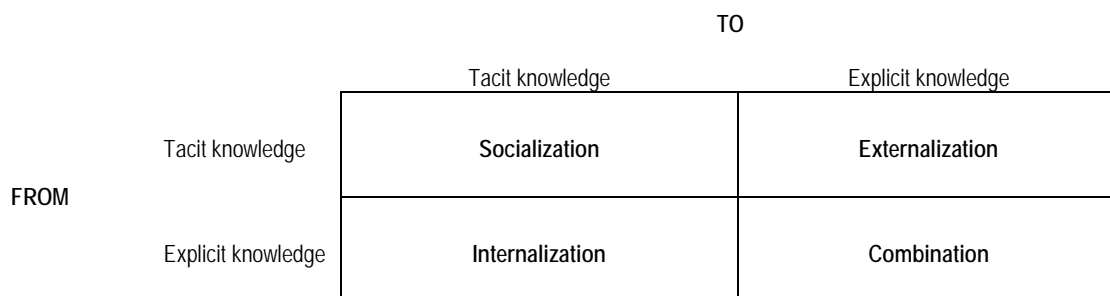 TO
Tacit knowledge Explicit knowledge
Tacit knowledge Socialization Externalization
FROM
Explicit knowledge Internalization Combination